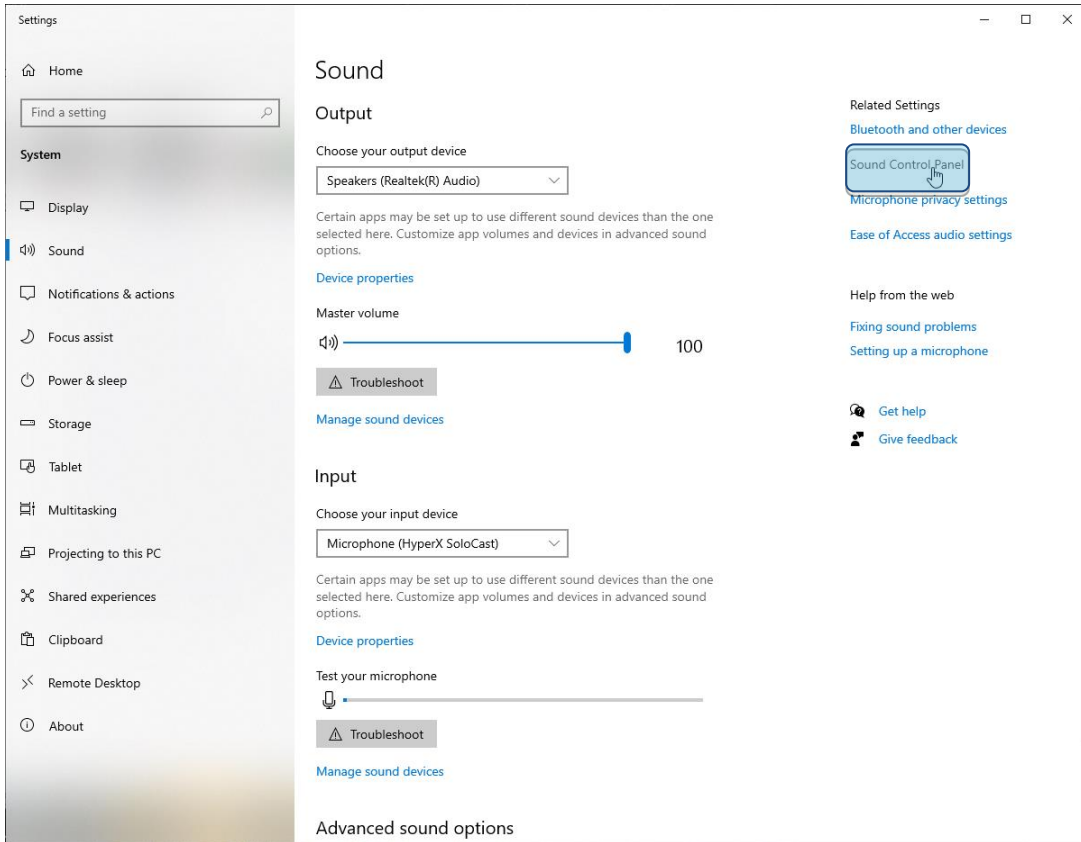 Settings
Home
Find a setting
System
Display
Sound
Notifications & actions
Focus assist
Power & sleep
Storage
Tablet
Multitasking
Projecting to this PC
Shared experiences
Clipboard
Remote Desktop
About
Sound
Output
Choose your output device
Speakers (Realtek(R) Audio)
Certain apps may be set up to use different sound devices than the one
selected here. Customize app volumes and devices in advanced sound
options.
Device properties
Master volume
100
Troubleshoot
Manage sound devices
Input
Choose your input device
Microphone (HyperX SoloCast)
Certain apps may be set up to use different sound devices than the one
selected here. Customize app volumes and devices in advanced sound
options.
Device properties
Test your microphone
Troubleshoot
Manage sound devices
Advanced sound options
Related Settings
Bluetooth and other devices
Sound Control Panel
Microphone privacy settings
Ease of Access audio settings
Help from the web
Fixing sound problems
Setting up a microphone
Get help
Give feedback